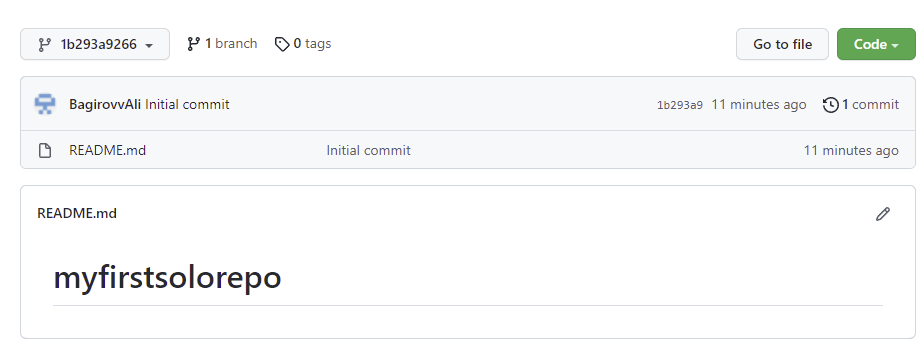 1b293a9266 1 branch 0 tags Go to file Code
BagirovvAli Initial commit 1b293a9 11 minutes ago 1 commit
README.md Initial commit 11 minutes ago
README.md
myfirstsolorepo